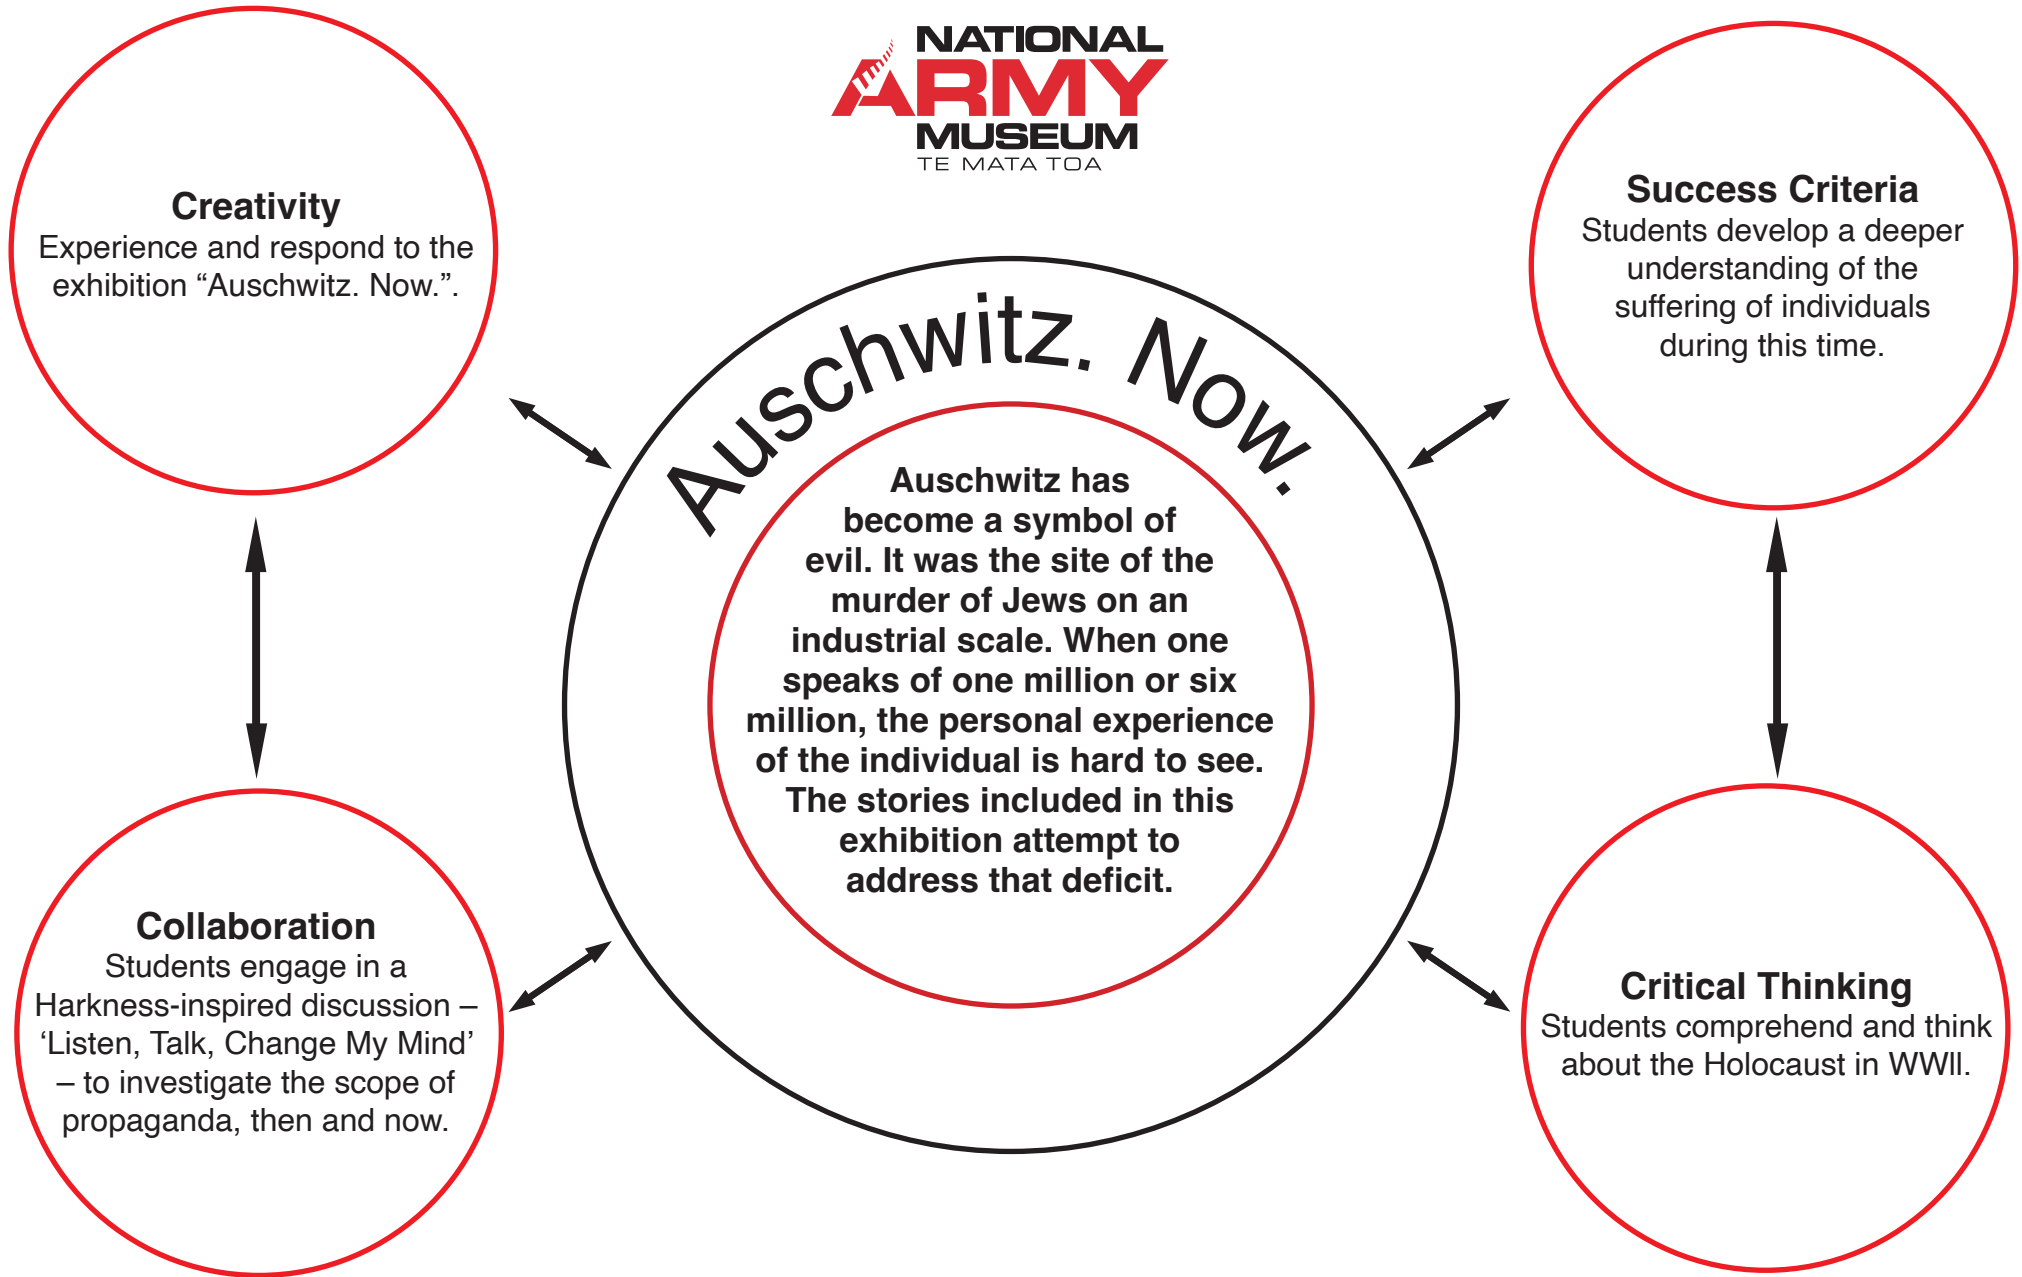 NATIONAL
ARMY
MUSEUM
TE MATA TOA
Creativity
Experience and respond to the
exhibition “Auschwitz. Now.”.
Success Criteria
Students develop a deeper
understanding of the
suffering of individuals
during this time.
Auschwitz. Now.
Auschwitz has
become a symbol of
evil. It was the site of the
murder of Jews on an
industrial scale. When one
speaks of one million or six
million, the personal experience
of the individual is hard to see.
The stories included in this
exhibition attempt to
address that deficit.
Collaboration
Students engage in a
Harkness-inspired discussion –
‘Listen, Talk, Change My Mind’
– to investigate the scope of
propaganda, then and now.
Critical Thinking
Students comprehend and think
about the Holocaust in WWII.